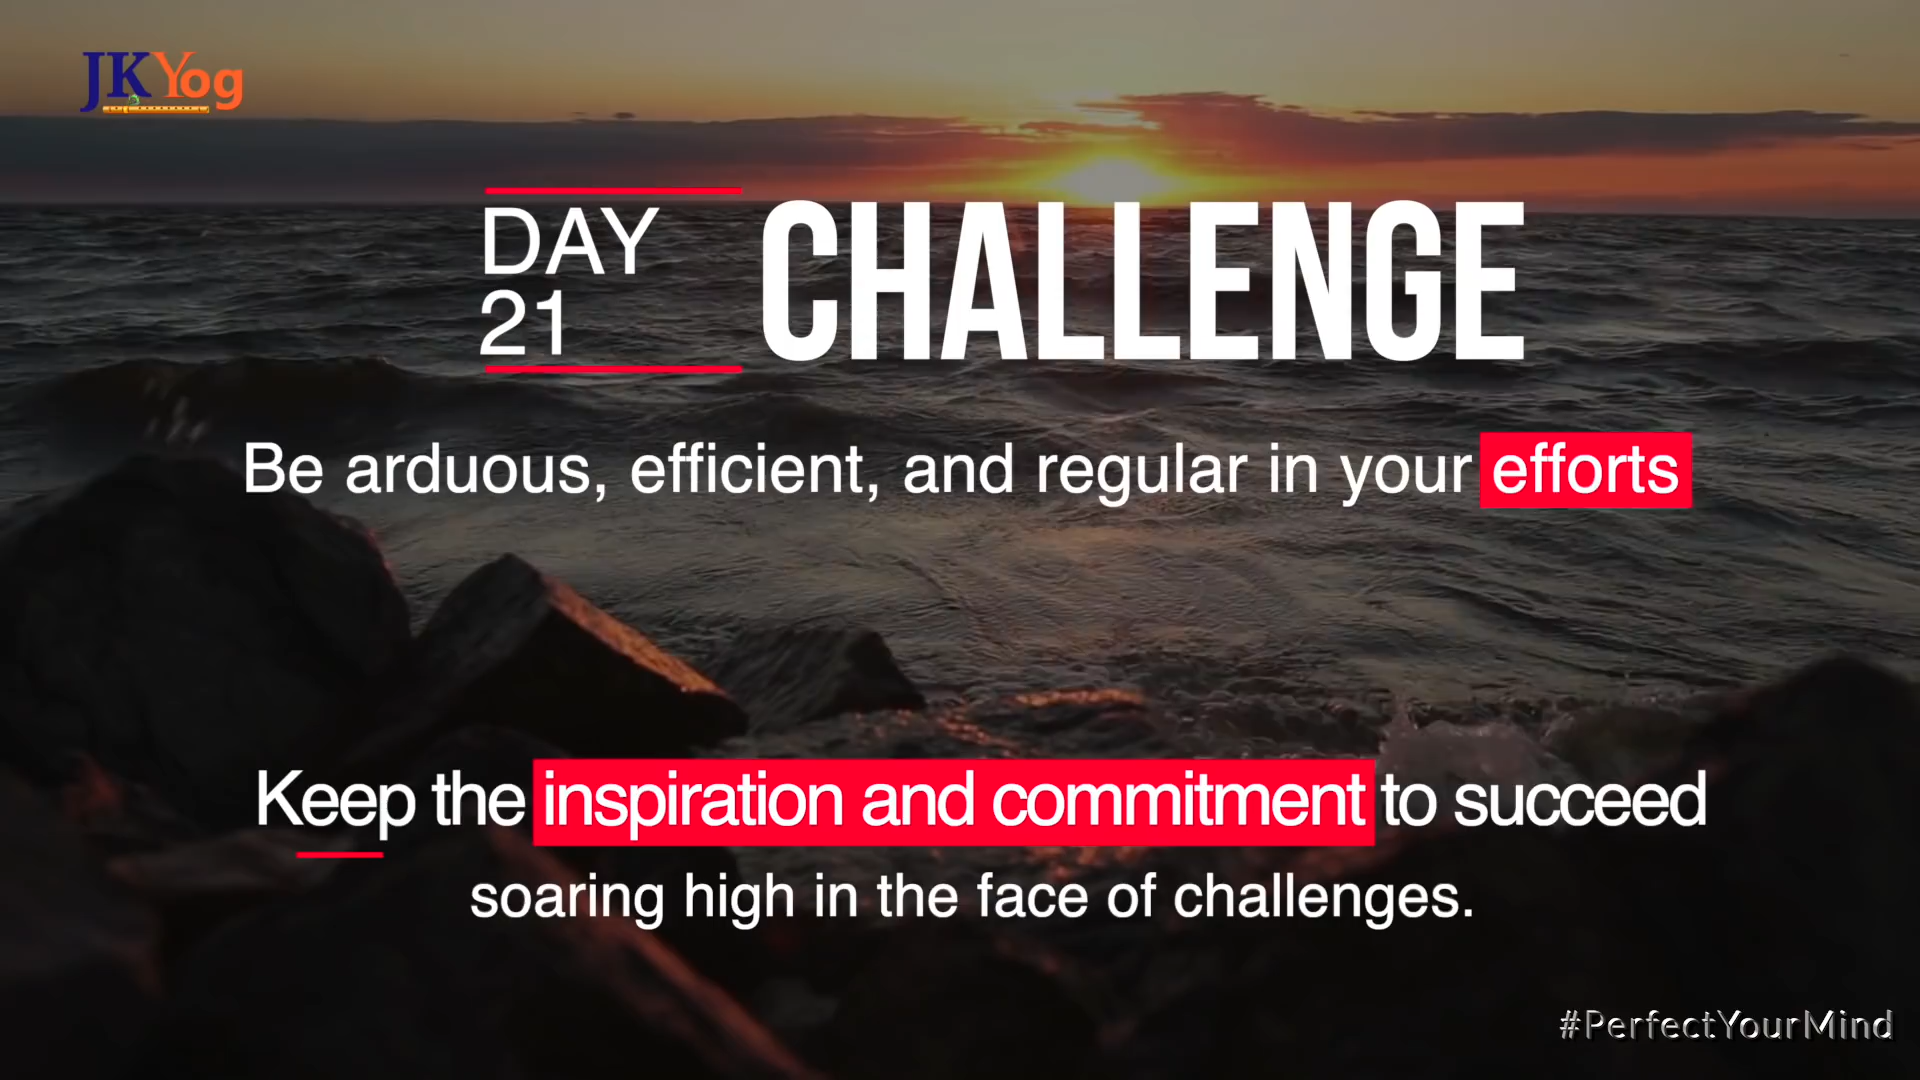 JKYog
DAY
21
CHALLENGE
Be arduous, efficient, and regular in your efforts
Keep the inspiration and commitment to succeed
soaring high in the face of challenges.
#PerfectYourMind